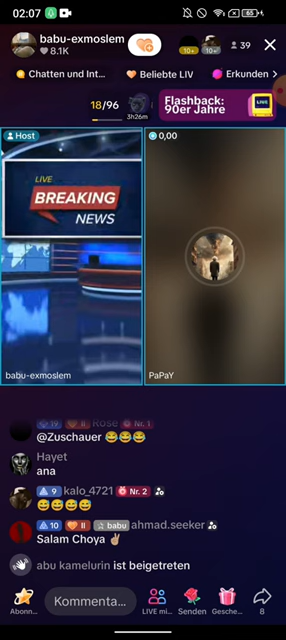 02:07
65
babu-exmoslem
8.1K
10+
10+
39
Chatten und Int...
Beliebte LIV
Erkunden
18/96
3h26m
Flashback:
90er Jahre
LIVE
Host
0,00
LIVE
BREAKING
NEWS
babu-exmoslem
PaPaY
19 II Rose Nr. 1
@Zuschauer 😂😂😂
Hayet
ana
9 kalo_4721 Nr. 2
😅😅😅😅
10 II babu ahmad.seeker
Salam Choya ✌🏼
abu kamelurin ist beigetreten
Kommenta...
Abonn...
LIVE mi...
Senden
Gesche...
8